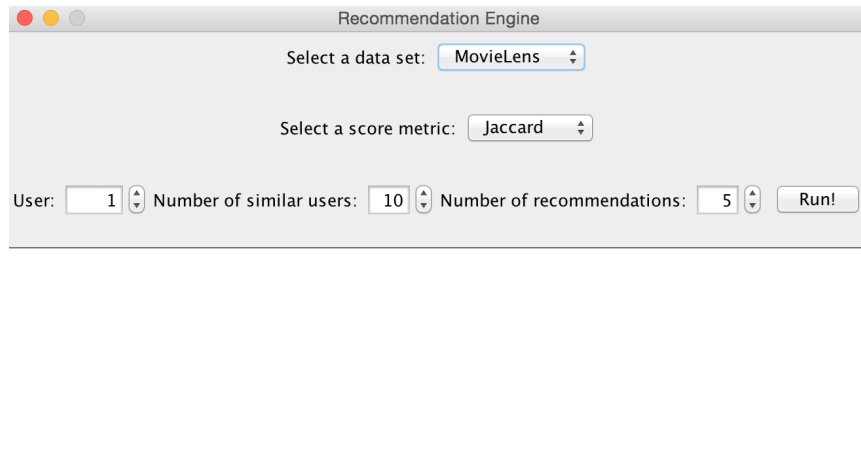 Recommendation Engine
Select a data set: MovieLens
Select a score metric: Jaccard
User: 1 Number of similar users: 10 Number of recommendations: 5 Run!